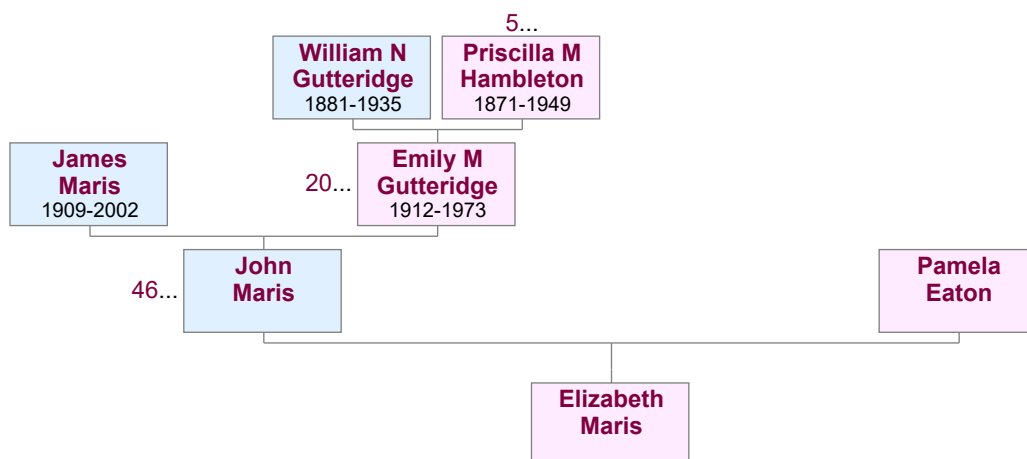 5...
William N
Gutteridge
1881-1935
Priscilla M
Hambleton
1871-1949
James
Maris
1909-2002
20...
Emily M
Gutteridge
1912-1973
46...
John
Maris
Pamela
Eaton
Elizabeth
Maris